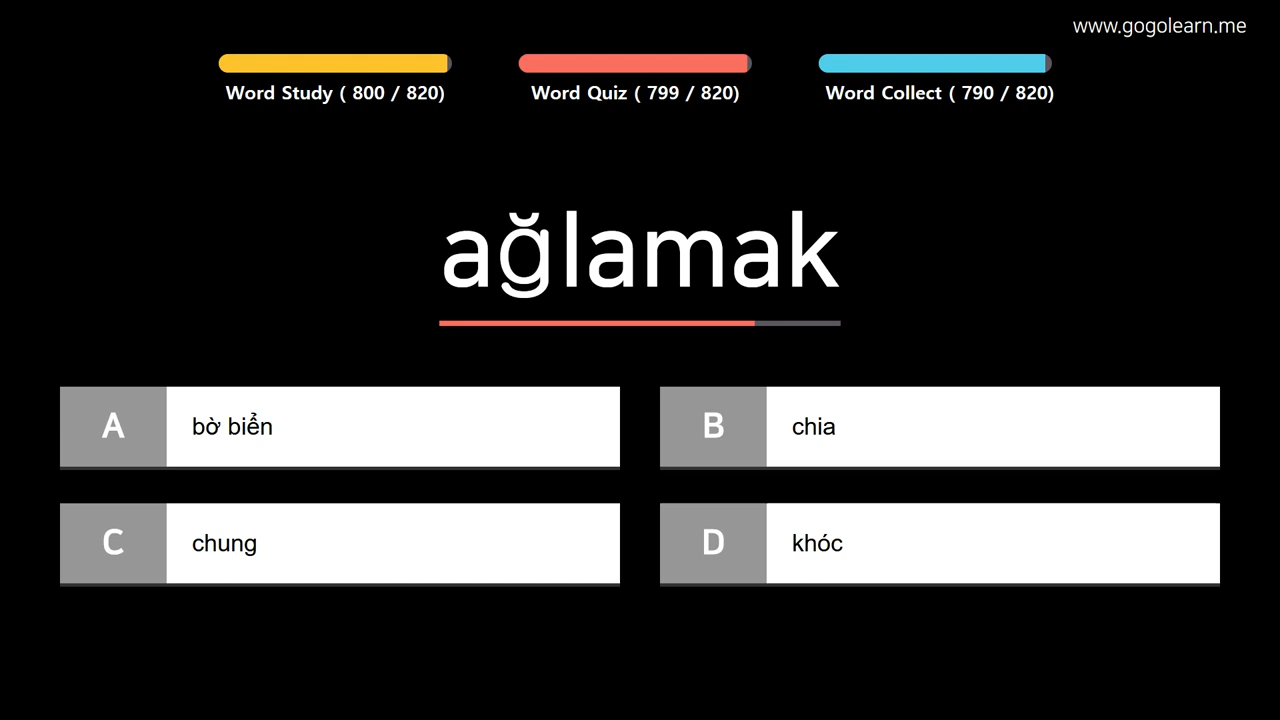 www.gogolearn.me
Word Study ( 800 / 820)
Word Quiz ( 799 / 820)
Word Collect ( 790 / 820)
ağlamak
A bờ biển
B chia
C chung
D khóc